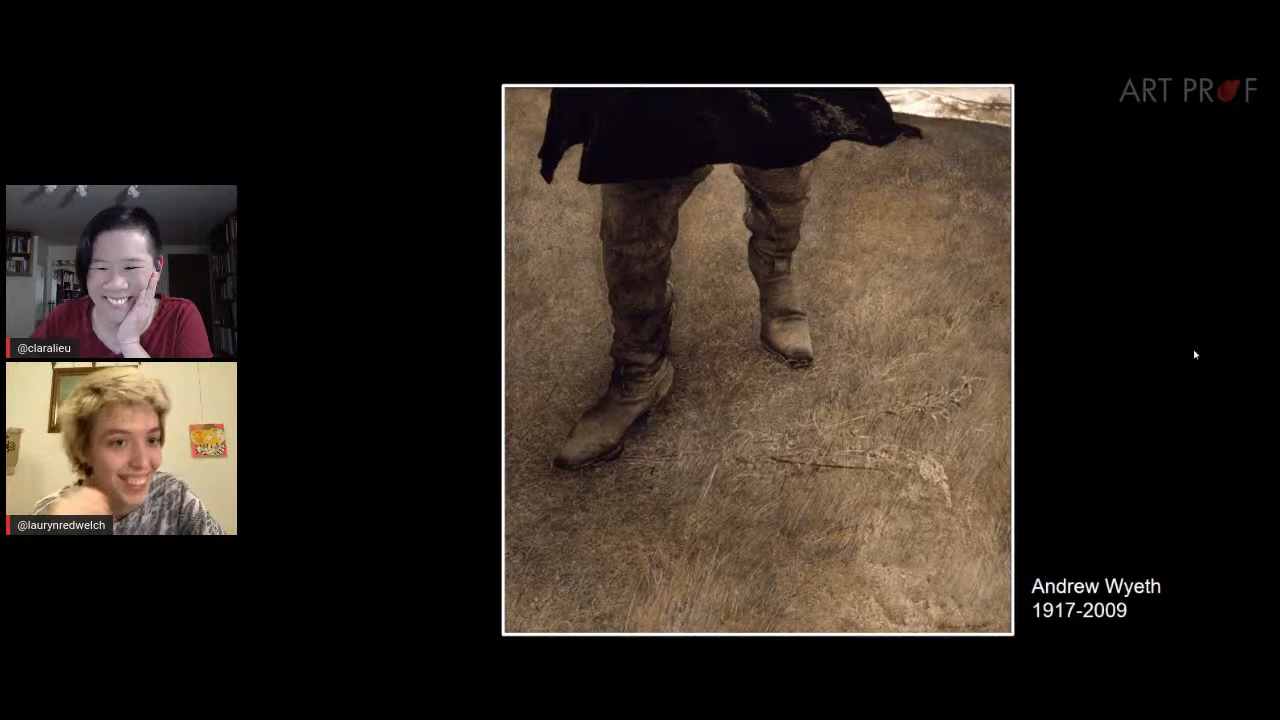 ART PROF
@claralieu
@laurynredwelch
Andrew Wyeth
1917-2009